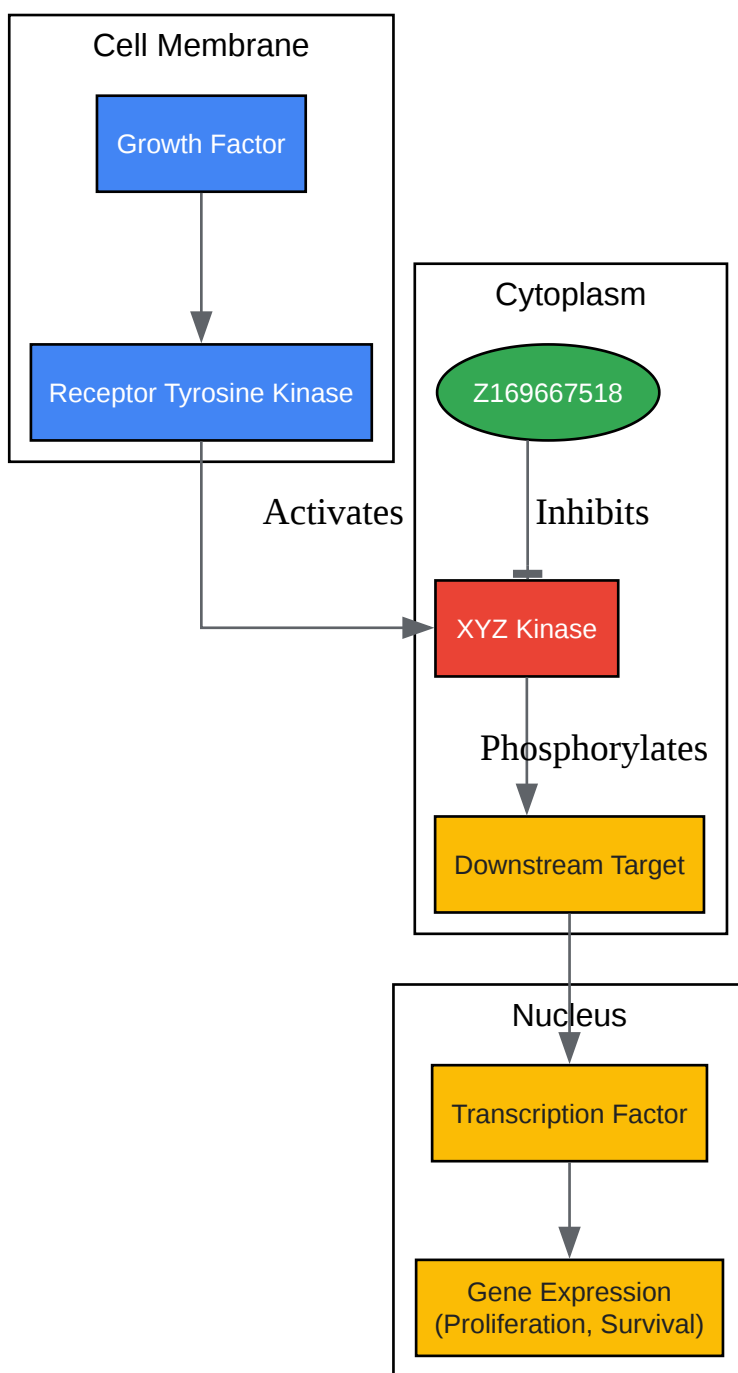 Cell Membrane
Growth Factor
Receptor Tyrosine Kinase
Activates
Cytoplasm
Z169667518
Inhibits
XYZ Kinase
Phosphorylates
Downstream Target
Nucleus
Transcription Factor
Gene Expression
(Proliferation, Survival)